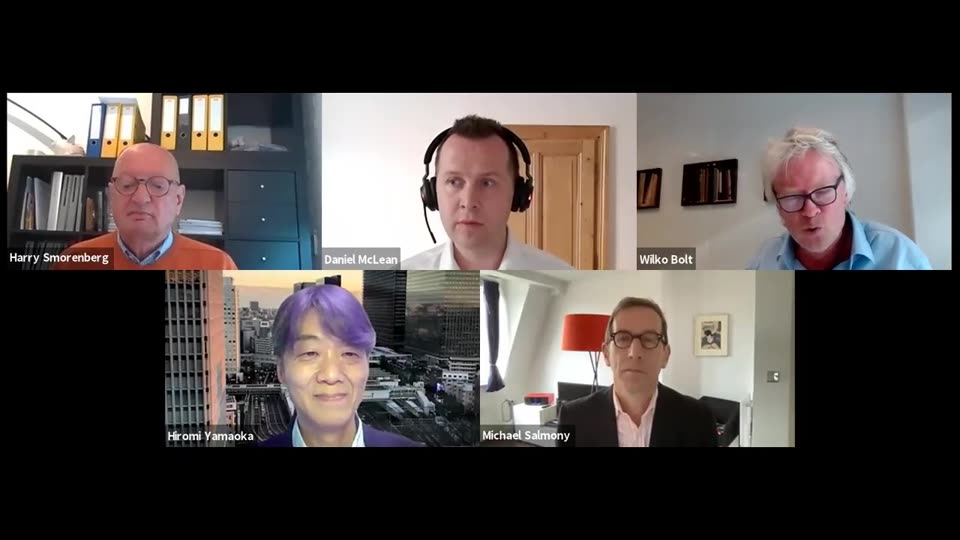 Harry Smorenberg
Daniel McLean
Wilko Bolt
Hiromi Yamaoka
Michael Salmony